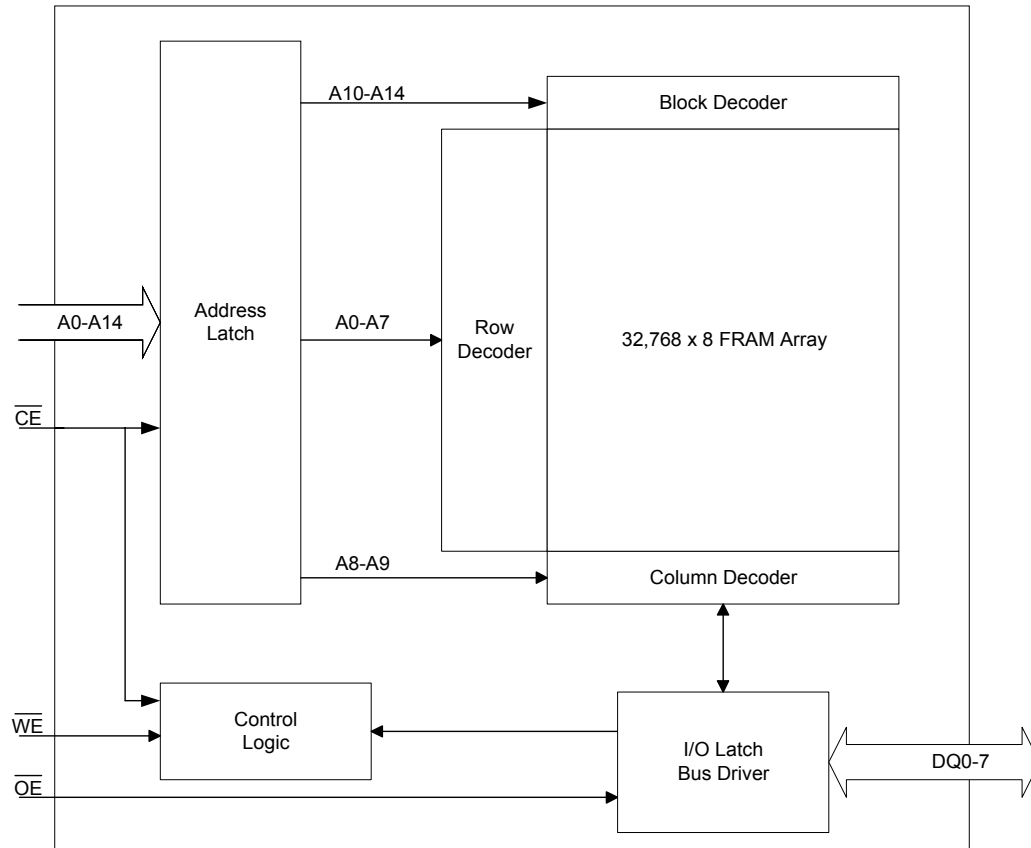 A10-A14
Block Decoder
A0-A14
Address
Latch
A0-A7
Row
Decoder
32,768 x 8 FRAM Array
CE
A8-A9
Column Decoder
WE
Control
Logic
I/O Latch
Bus Driver
DQ0-7
OE